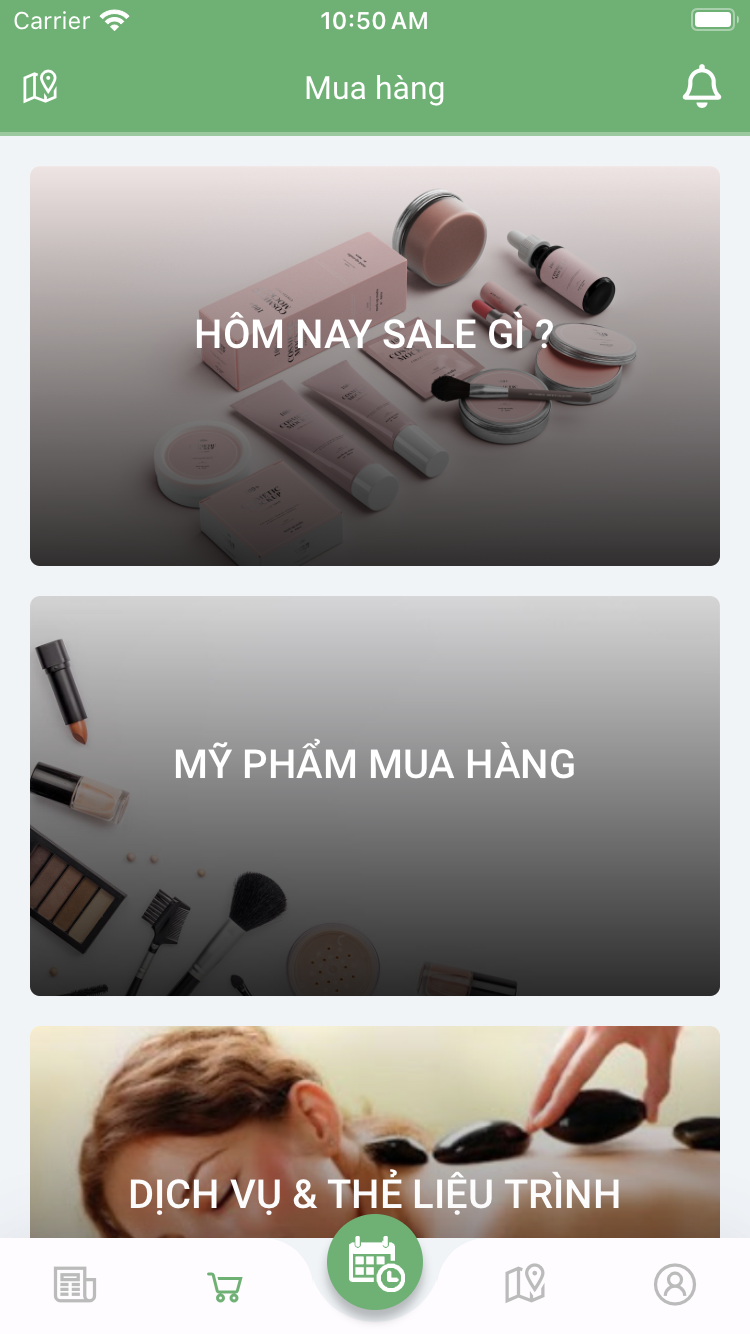 Carrier
10:50 AM
Mua hàng
HÔM NAY SALE GÌ ?
MỸ PHẨM MUA HÀNG
DỊCH VỤ & THẺ LIỆU TRÌNH